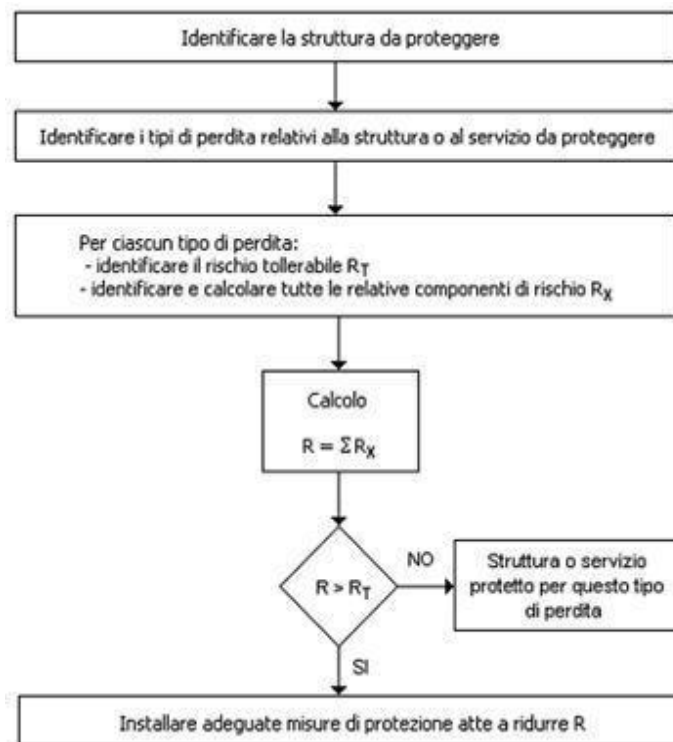 Identificare la struttura da proteggere
Identificare i tipi di perdita relativi alla struttura o al servizio da proteggere
Per ciascun tipo di perdita:
- identificare il rischio tollerabile RT
- identificare e calcolare tutte le relative componenti di rischio RX
Calcolo
R = ΣRX
R > RT
NO
Struttura o servizio
protetto per questo tipo
di perdita
SI
Installare adeguate misure di protezione atte a ridurre R